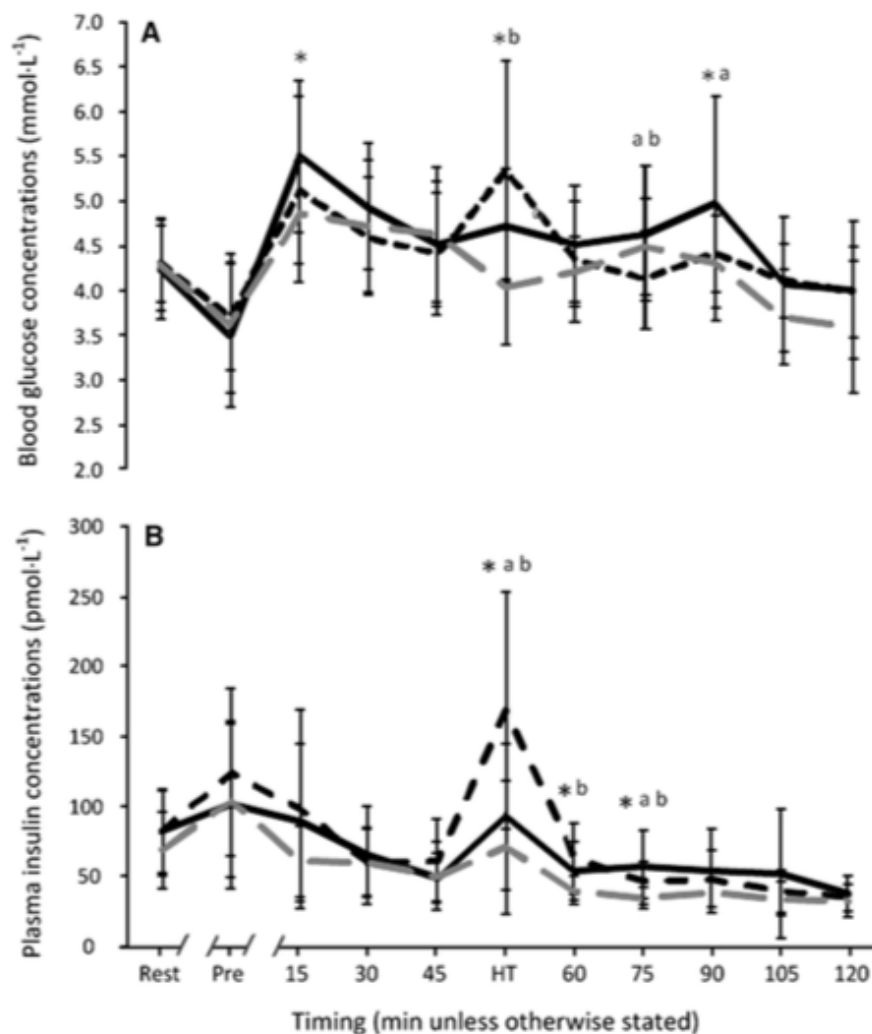 A
Blood glucose concentrations (mmol·L⁻¹)
7.0
6.5
6.0
5.5
5.0
4.5
4.0
3.5
3.0
2.5
2.0
*
*b
a b
*a
B
Plasma insulin concentrations (pmol·L⁻¹)
300
250
200
150
100
50
0
* a b
*b
* a b
Rest Pre 15 30 45 HT 60 75 90 105 120
Timing (min unless otherwise stated)